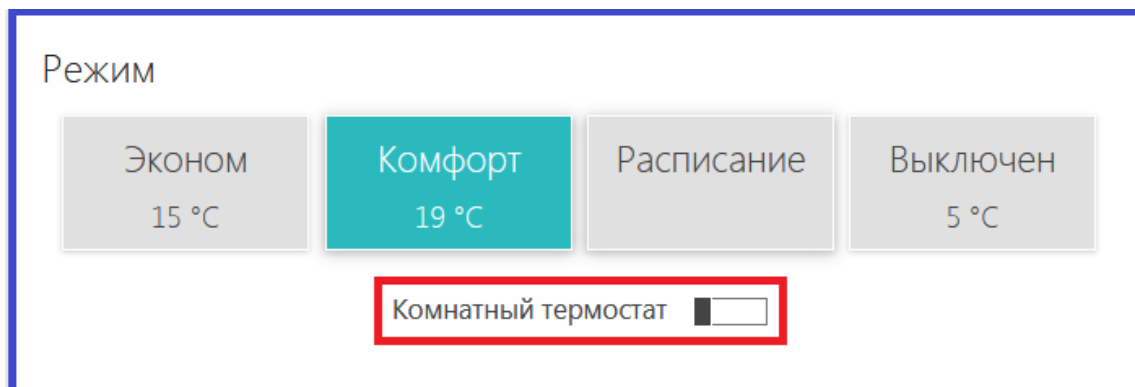 Режим
Эконом
15 °C
Комфорт
19 °C
Расписание
Выключен
5 °C
Комнатный термостат